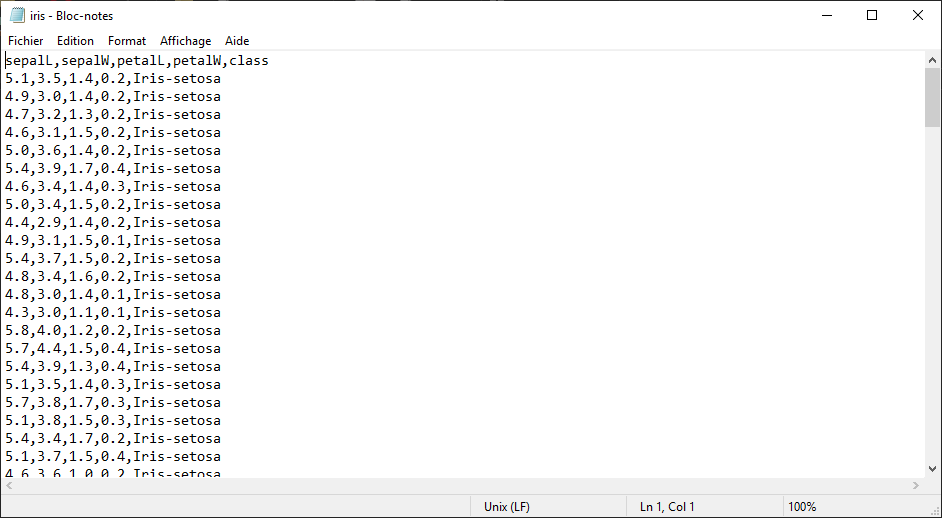 iris - Bloc-notes
Fichier Edition Format Affichage Aide
sepalL,sepalW,petalL,petalW,class
5.1,3.5,1.4,0.2,Iris-setosa
4.9,3.0,1.4,0.2,Iris-setosa
4.7,3.2,1.3,0.2,Iris-setosa
4.6,3.1,1.5,0.2,Iris-setosa
5.0,3.6,1.4,0.2,Iris-setosa
5.4,3.9,1.7,0.4,Iris-setosa
4.6,3.4,1.4,0.3,Iris-setosa
5.0,3.4,1.5,0.2,Iris-setosa
4.4,2.9,1.4,0.2,Iris-setosa
4.9,3.1,1.5,0.1,Iris-setosa
5.4,3.7,1.5,0.2,Iris-setosa
4.8,3.4,1.6,0.2,Iris-setosa
4.8,3.0,1.4,0.1,Iris-setosa
4.3,3.0,1.1,0.1,Iris-setosa
5.8,4.0,1.2,0.2,Iris-setosa
5.7,4.4,1.5,0.4,Iris-setosa
5.4,3.9,1.3,0.4,Iris-setosa
5.1,3.5,1.4,0.3,Iris-setosa
5.7,3.8,1.7,0.3,Iris-setosa
5.1,3.8,1.5,0.3,Iris-setosa
5.4,3.4,1.7,0.2,Iris-setosa
5.1,3.7,1.5,0.4,Iris-setosa
4.6,3.6,1.0,0.2,Iris-setosa
Unix (LF) Ln 1, Col 1 100%